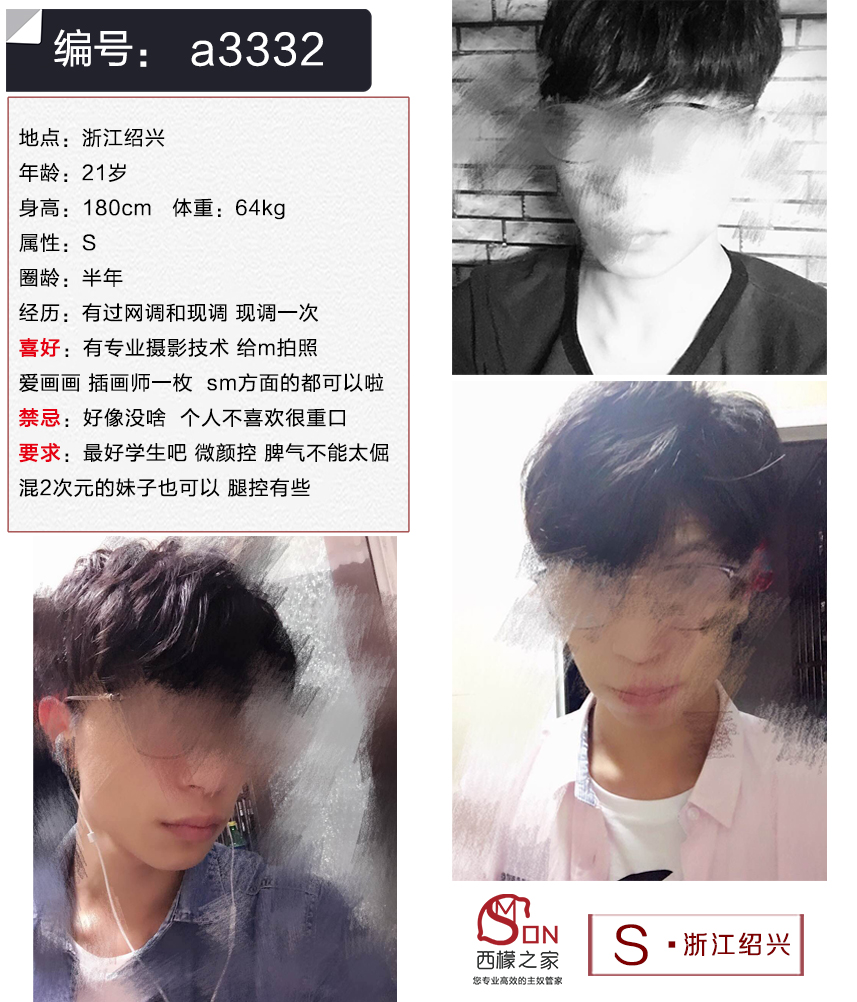 编号： a3332
地点：浙江绍兴
年龄：21岁
身高：180cm 体重：64kg
属性：S
圈龄：半年
经历：有过网调和现调 现调一次
喜好：有专业摄影技术 给m拍照
爱画画 插画师一枚 sm方面的都可以啦
禁忌：好像没啥 个人不喜欢很重口
要求：最好学生吧 微颜控 脾气不能太倔
混2次元的妹子也可以 腿控有些
SMON
西檬之家
您专业高效的主奴管家
S·浙江绍兴